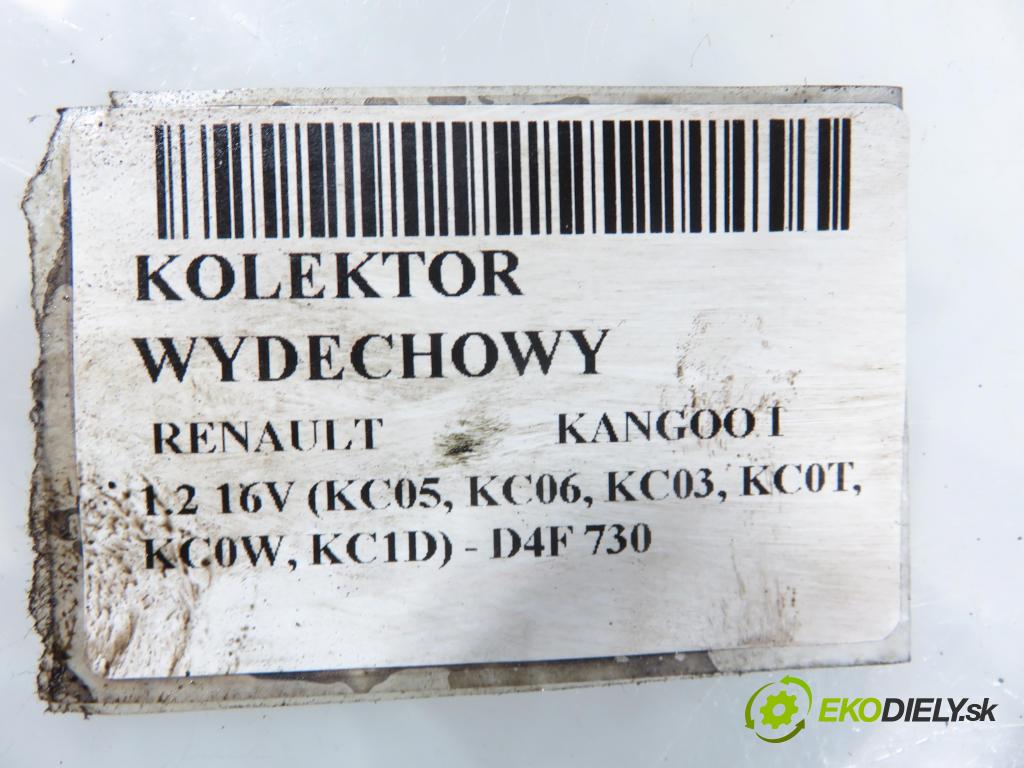 KOLEKTOR
WYDECHOWY
RENAULT KANGOO I
1.2 16V (KC05, KC06, KC03, KC0T,
KC0W, KC1D) - D4F 730
EKODIELY.sk